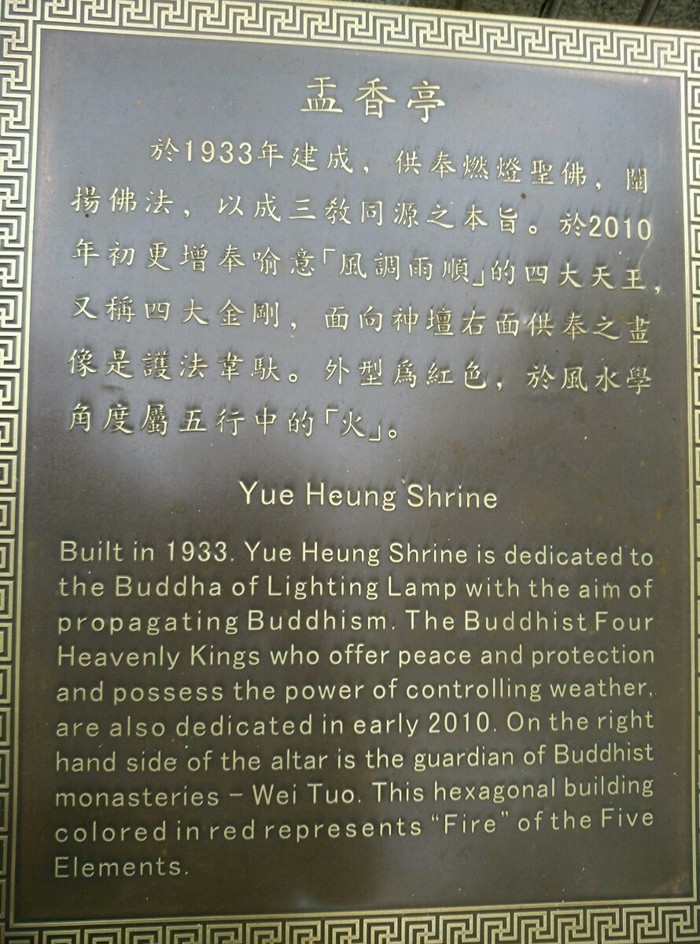 盂香亭
於1933年建成，供奉燃燈聖佛，闡
揚佛法，以成三教同源之本旨。於2010
年初更增奉喻意「風調雨順」的四大天王，
又稱四大金剛，面向神壇右面供奉之畫
像是護法韋馱。外型為紅色，於風水學
角度屬五行中的「火」。
Yue Heung Shrine
Built in 1933. Yue Heung Shrine is dedicated to
the Buddha of Lighting Lamp with the aim of
propagating Buddhism. The Buddhist Four
Heavenly Kings who offer peace and protection
and possess the power of controlling weather,
are also dedicated in early 2010. On the right
hand side of the altar is the guardian of Buddhist
monasteries – Wei Tuo. This hexagonal building
colored in red represents “Fire” of the Five
Elements.